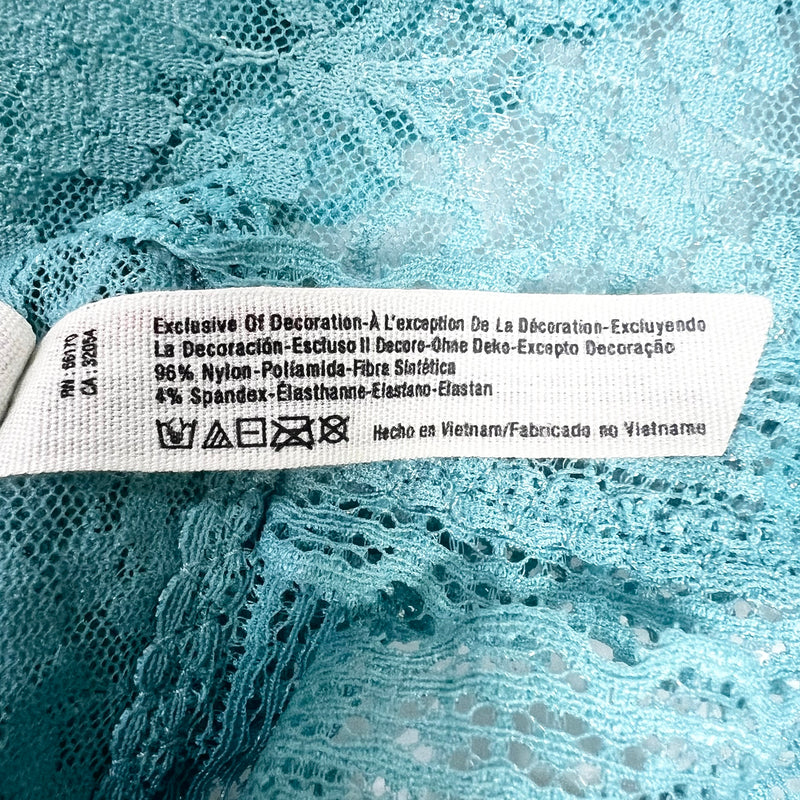 RN : 66170
CA : 32054
Exclusive Of Decoration-À L'exception De La Décoration-Excluyendo
La Decoración-Escluso Il Decoro-Ohne Deko-Excepto Decoração
96% Nylon-Poliamida-Fibra Sintética
4% Spandex-Élasthanne-Elastano-Elastan
Hecho en Vietnam/Fabricado no Vietname